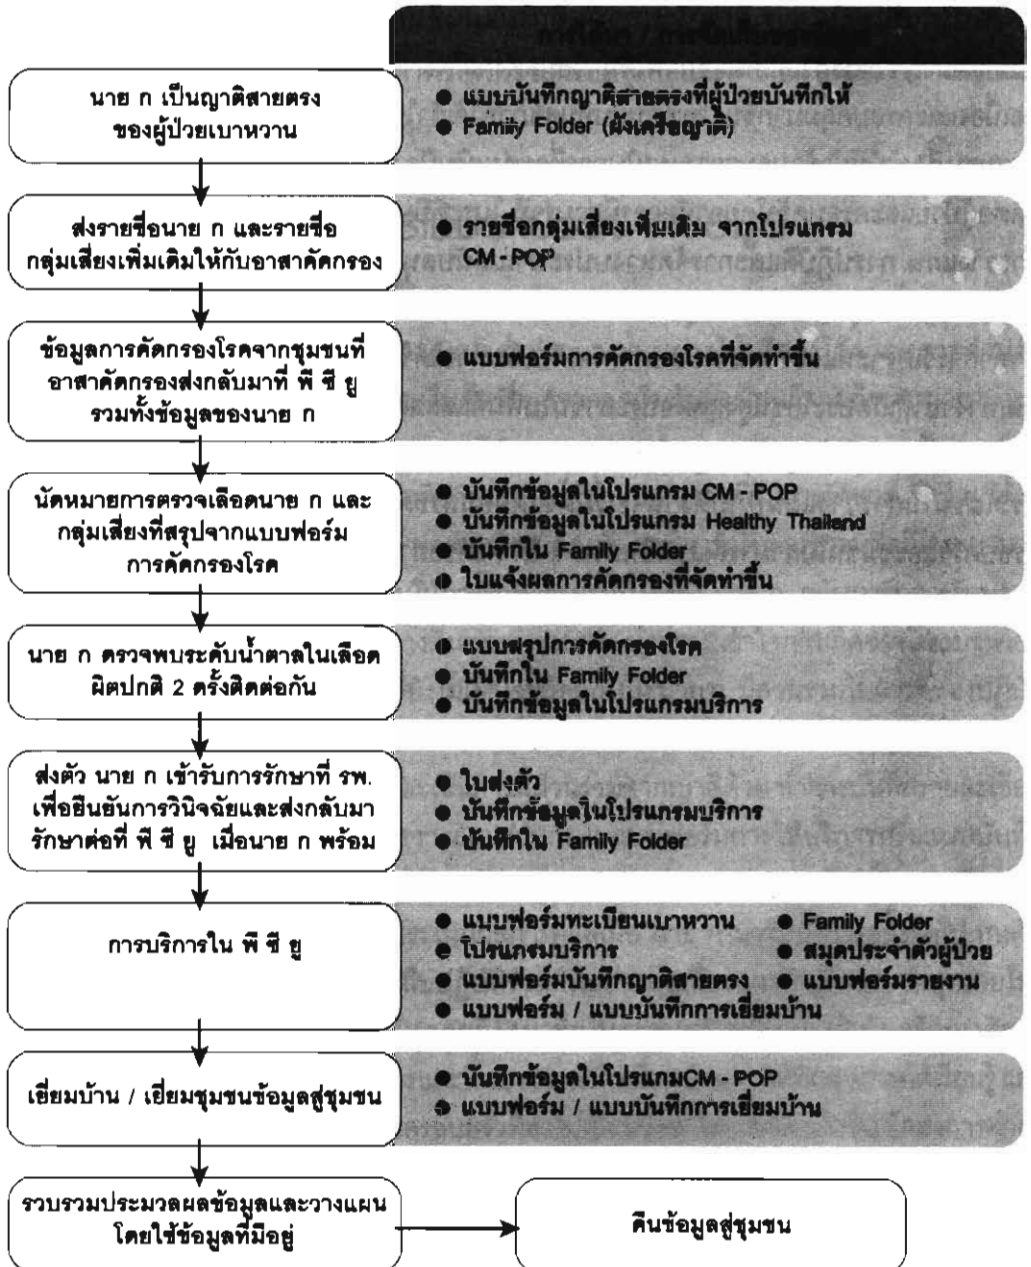 นาย ก เป็นญาติสายตรง
ของผู้ป่วยเบาหวาน
● แบบบันทึกญาติสายตรงที่ผู้ป่วยบันทึกให้
● Family Folder (ผังเครือญาติ)
ส่งรายชื่อนาย ก และรายชื่อ
กลุ่มเสี่ยงเพิ่มเติมให้กับอาสาคัดกรอง
● รายชื่อกลุ่มเสี่ยงเพิ่มเติม จากโปรแกรม
CM - POP
ข้อมูลการคัดกรองโรคจากชุมชนที่
อาสาคัดกรองส่งกลับมาที่ พี ซี ยู
รวมทั้งข้อมูลของนาย ก
● แบบฟอร์มการคัดกรองโรคที่จัดทำขึ้น
นัดหมายการตรวจเลือดนาย ก และ
กลุ่มเสี่ยงที่สรุปจากแบบฟอร์ม
การคัดกรองโรค
● บันทึกข้อมูลในโปรแกรม CM - POP
● บันทึกข้อมูลในโปรแกรม Healthy Thailand
● บันทึกใน Family Folder
● ใบแจ้งผลการคัดกรองที่จัดทำขึ้น
นาย ก ตรวจพบระดับน้ำตาลในเลือด
ผิดปกติ 2 ครั้งติดต่อกัน
● แบบสรุปการคัดกรองโรค
● บันทึกใน Family Folder
● บันทึกข้อมูลในโปรแกรมบริการ
ส่งตัว นาย ก เข้ารับการรักษาที่ รพ.
เพื่อยืนยันการวินิจฉัยและส่งกลับมา
รักษาต่อที่ พี ซี ยู เมื่อนาย ก พร้อม
● ใบส่งตัว
● บันทึกข้อมูลในโปรแกรมบริการ
● บันทึกใน Family Folder
การบริการใน พี ซี ยู
● แบบฟอร์มทะเบียนเบาหวาน ● Family Folder
● โปรแกรมบริการ ● สมุดประจำตัวผู้ป่วย
● แบบฟอร์มบันทึกญาติสายตรง ● แบบฟอร์มรายงาน
● แบบฟอร์ม / แบบบันทึกการเยี่ยมบ้าน
เยี่ยมบ้าน / เยี่ยมชุมชนข้อมูลสู่ชุมชน
● บันทึกข้อมูลในโปรแกมCM - POP
● แบบฟอร์ม / แบบบันทึกการเยี่ยมบ้าน
รวบรวมประมวลผลข้อมูลและวางแผน
โดยใช้ข้อมูลที่มีอยู่
คืนข้อมูลสู่ชุมชน